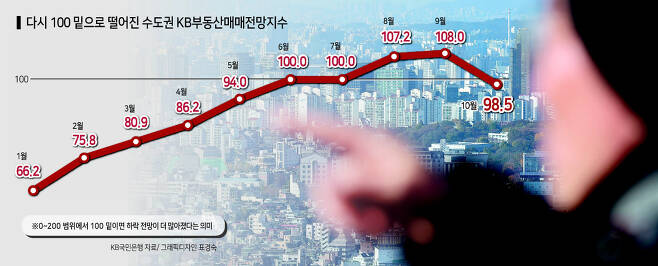 다시 100 밑으로 떨어진 수도권 KB부동산매매전망지수
100
1월
66.2
2월
75.8
3월
80.9
4월
86.2
5월
94.0
6월
100.0
7월
100.0
8월
107.2
9월
108.0
10월
98.5
※0~200 범위에서 100 밑이면 하락 전망이 더 많아졌다는 의미
KB국민은행 자료/ 그래픽디자인 표경숙